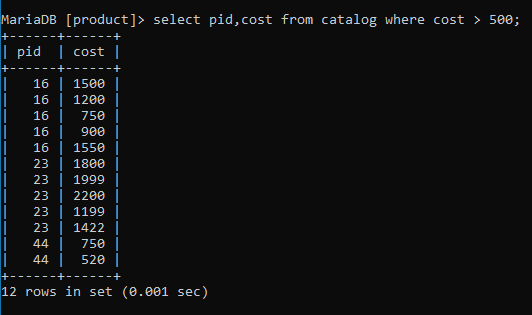 MariaDB [product]> select pid,cost from catalog where cost > 500;
+------+------+
| pid  | cost |
+------+------+
|   16 | 1500 |
|   16 | 1200 |
|   16 |  750 |
|   16 |  900 |
|   16 | 1550 |
|   23 | 1800 |
|   23 | 1999 |
|   23 | 2200 |
|   23 | 1199 |
|   23 | 1422 |
|   44 |  750 |
|   44 |  520 |
+------+------+
12 rows in set (0.001 sec)